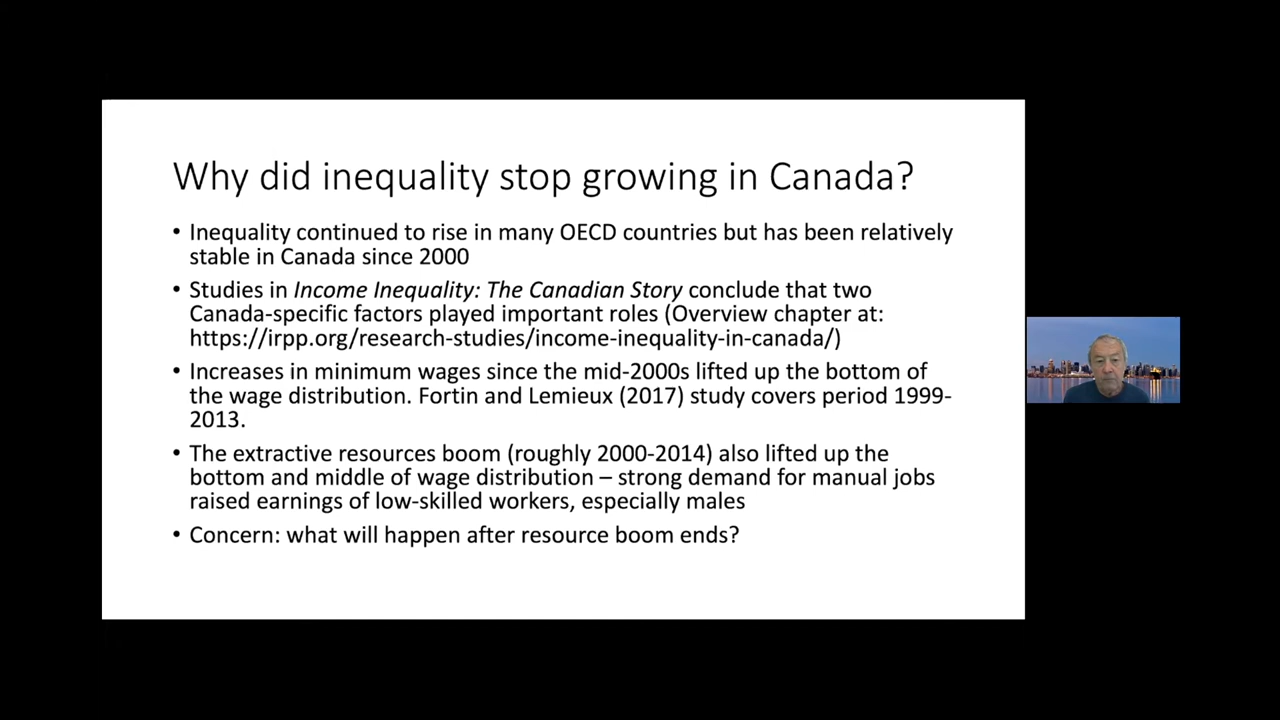 Why did inequality stop growing in Canada?
• Inequality continued to rise in many OECD countries but has been relatively
stable in Canada since 2000
• Studies in Income Inequality: The Canadian Story conclude that two
Canada-specific factors played important roles (Overview chapter at:
https://irpp.org/research-studies/income-inequality-in-canada/)
• Increases in minimum wages since the mid-2000s lifted up the bottom of
the wage distribution. Fortin and Lemieux (2017) study covers period 1999-
2013.
• The extractive resources boom (roughly 2000-2014) also lifted up the
bottom and middle of wage distribution – strong demand for manual jobs
raised earnings of low-skilled workers, especially males
• Concern: what will happen after resource boom ends?